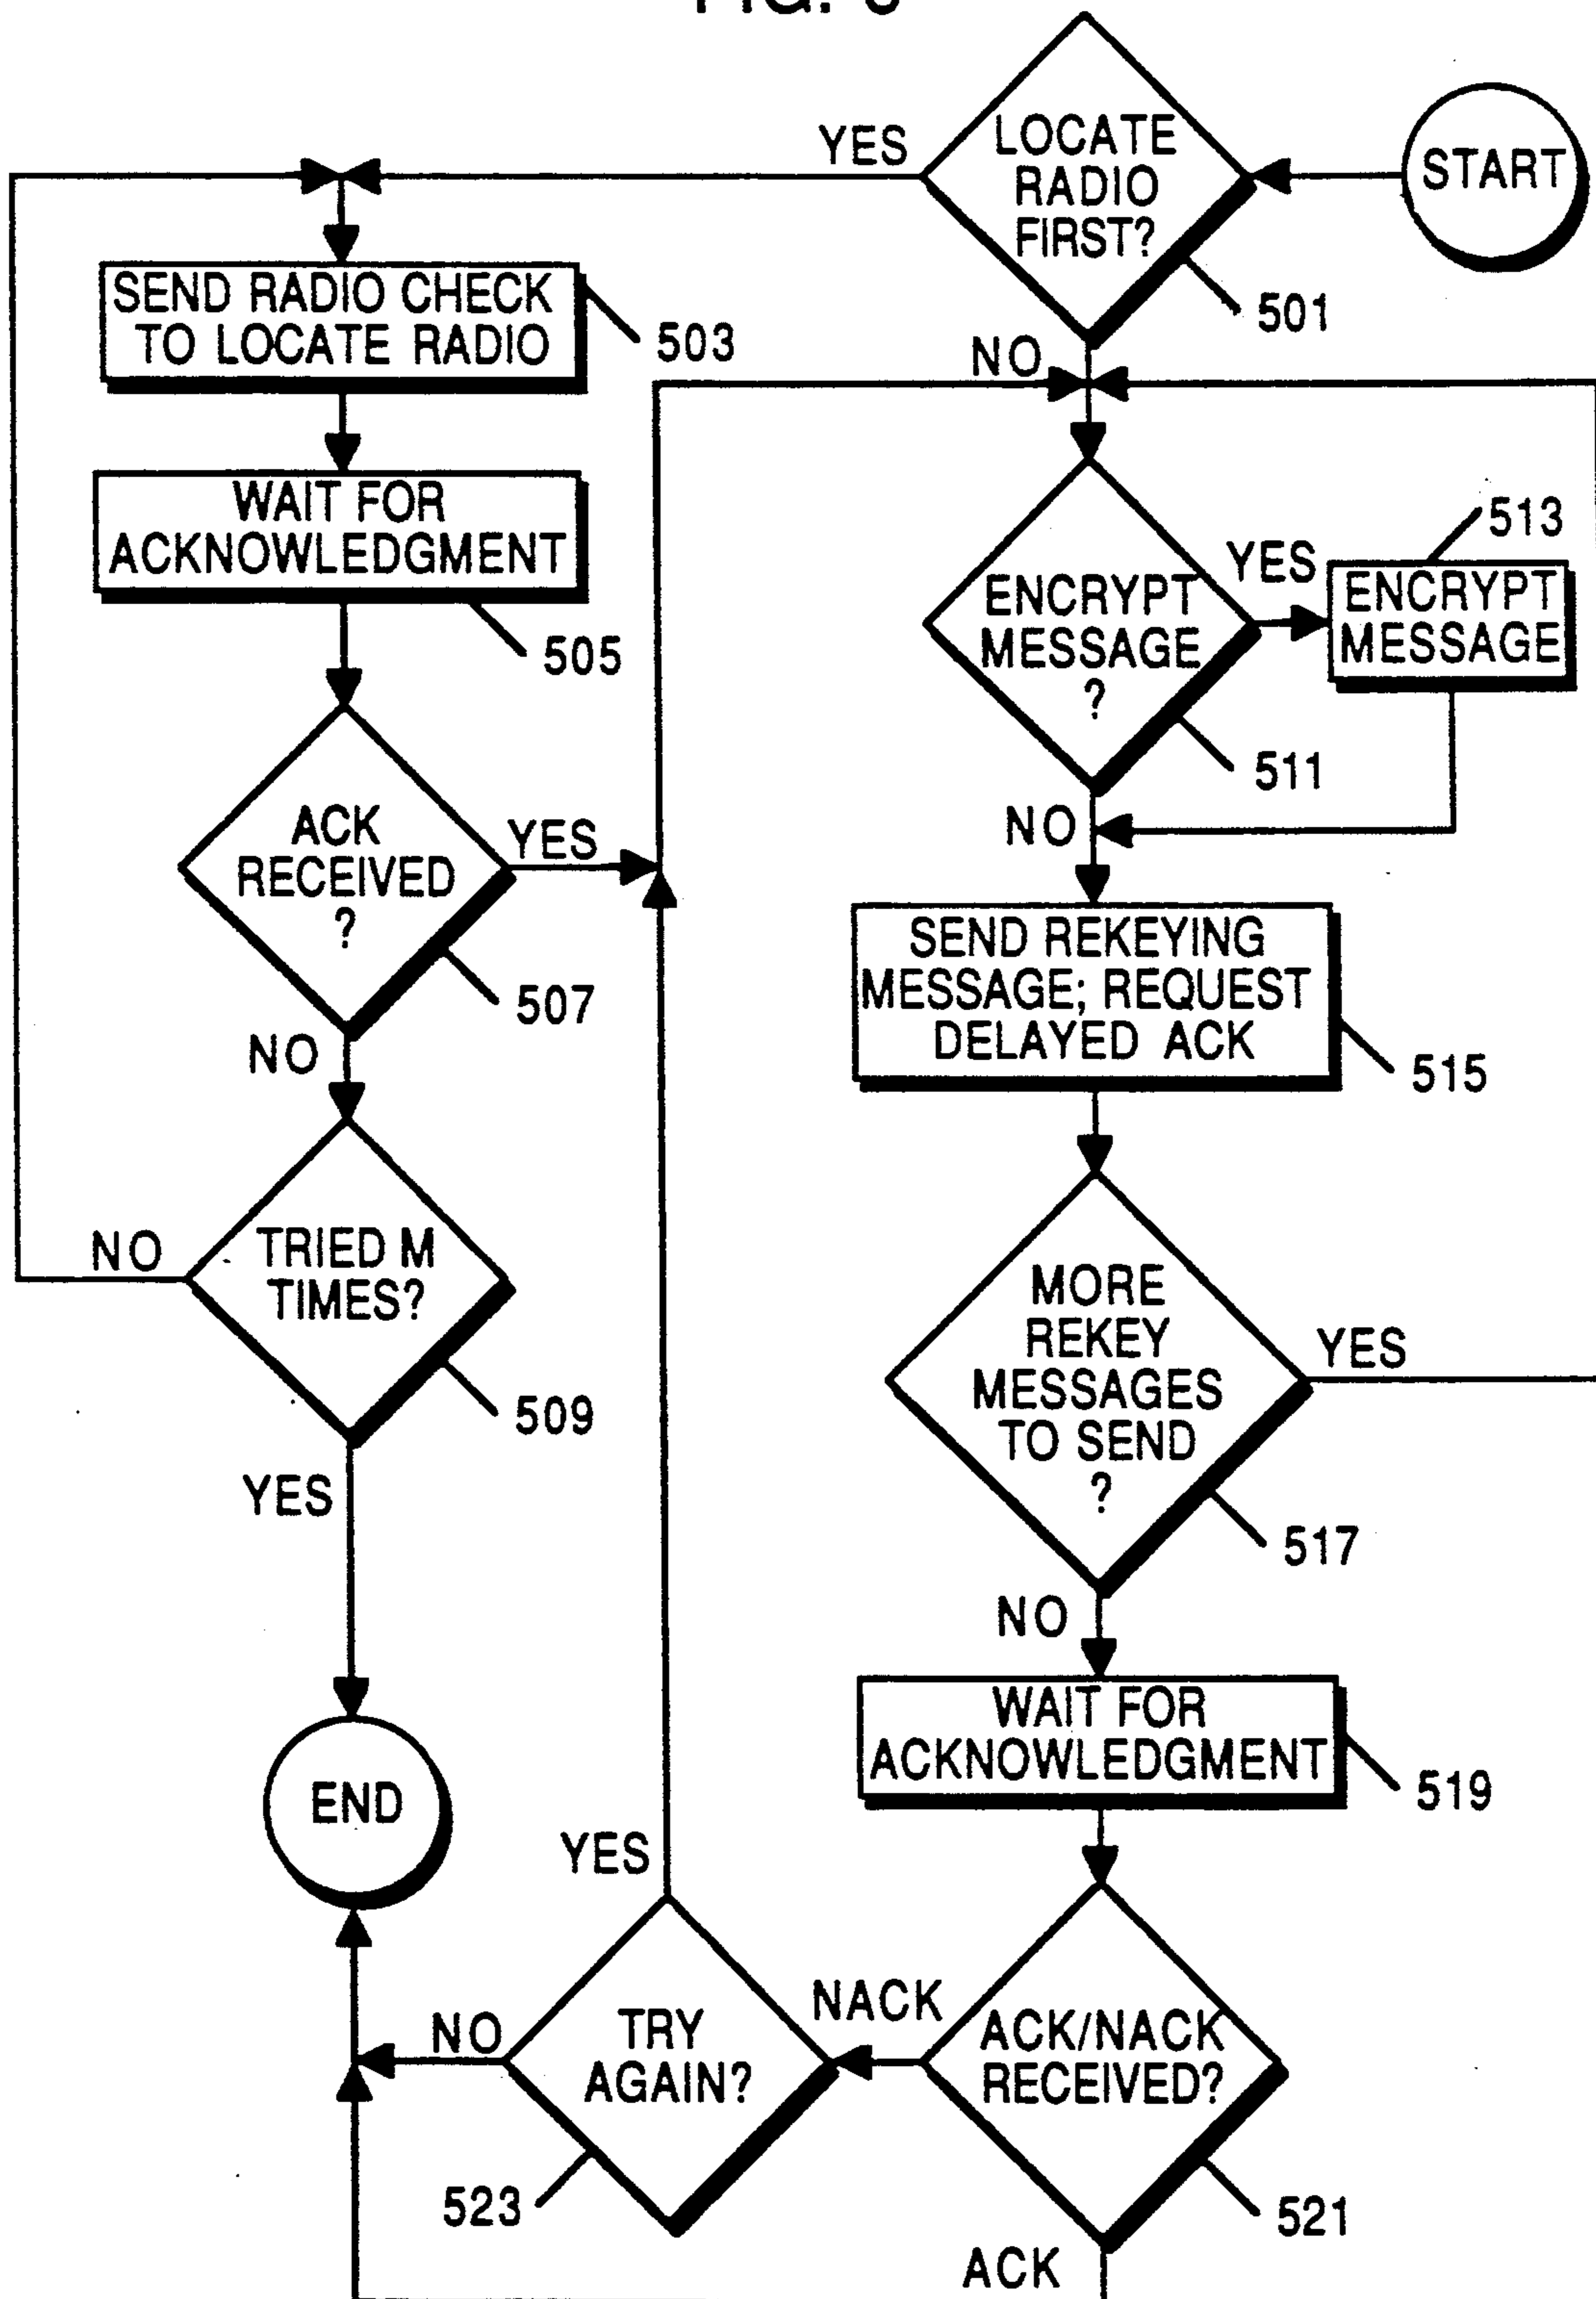 YES
LOCATE
RADIO
FIRST?
START
501
SEND RADIO CHECK
TO LOCATE RADIO
503
NO
WAIT FOR
ACKNOWLEDGMENT
505
ENCRYPT
MESSAGE
?
511
YES
513
ENCRYPT
MESSAGE
NO
ACK
RECEIVED
?
YES
507
NO
SEND REKEYING
MESSAGE; REQUEST
DELAYED ACK
515
TRIED M
TIMES?
NO
509
YES
MORE
REKEY
MESSAGES
TO SEND
?
YES
517
NO
WAIT FOR
ACKNOWLEDGMENT
519
END
YES
TRY
AGAIN?
NO
523
NACK
ACK/NACK
RECEIVED?
521
ACK